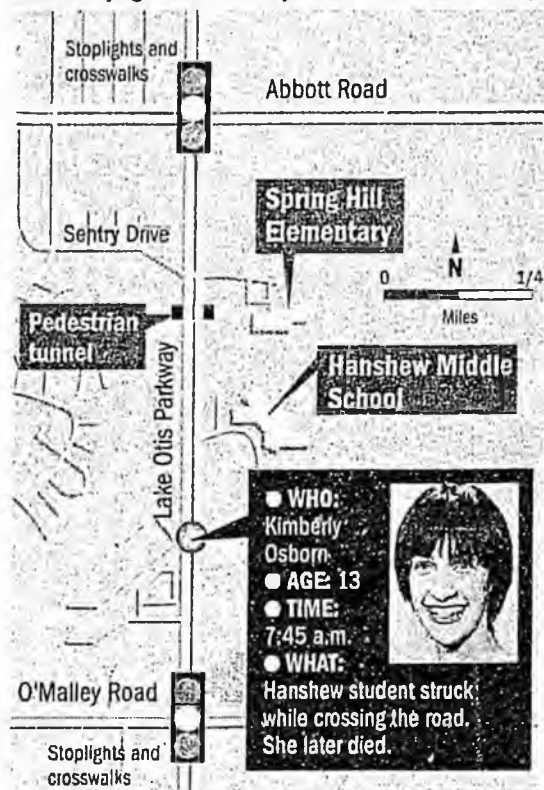 Stoplights and
crosswalks
Abbott Road
Spring Hill
Elementary
Sentry Drive
N
0 1/4
Miles
Pedestrian
tunnel
Lake Otis Parkway
Hanshew Middle
School
● WHO:
Kimberly
Osborn
● AGE: 13
● TIME:
7:45 a.m.
● WHAT:
Hanshew student struck
while crossing the road.
She later died.
O'Malley Road
Stoplights and
crosswalks